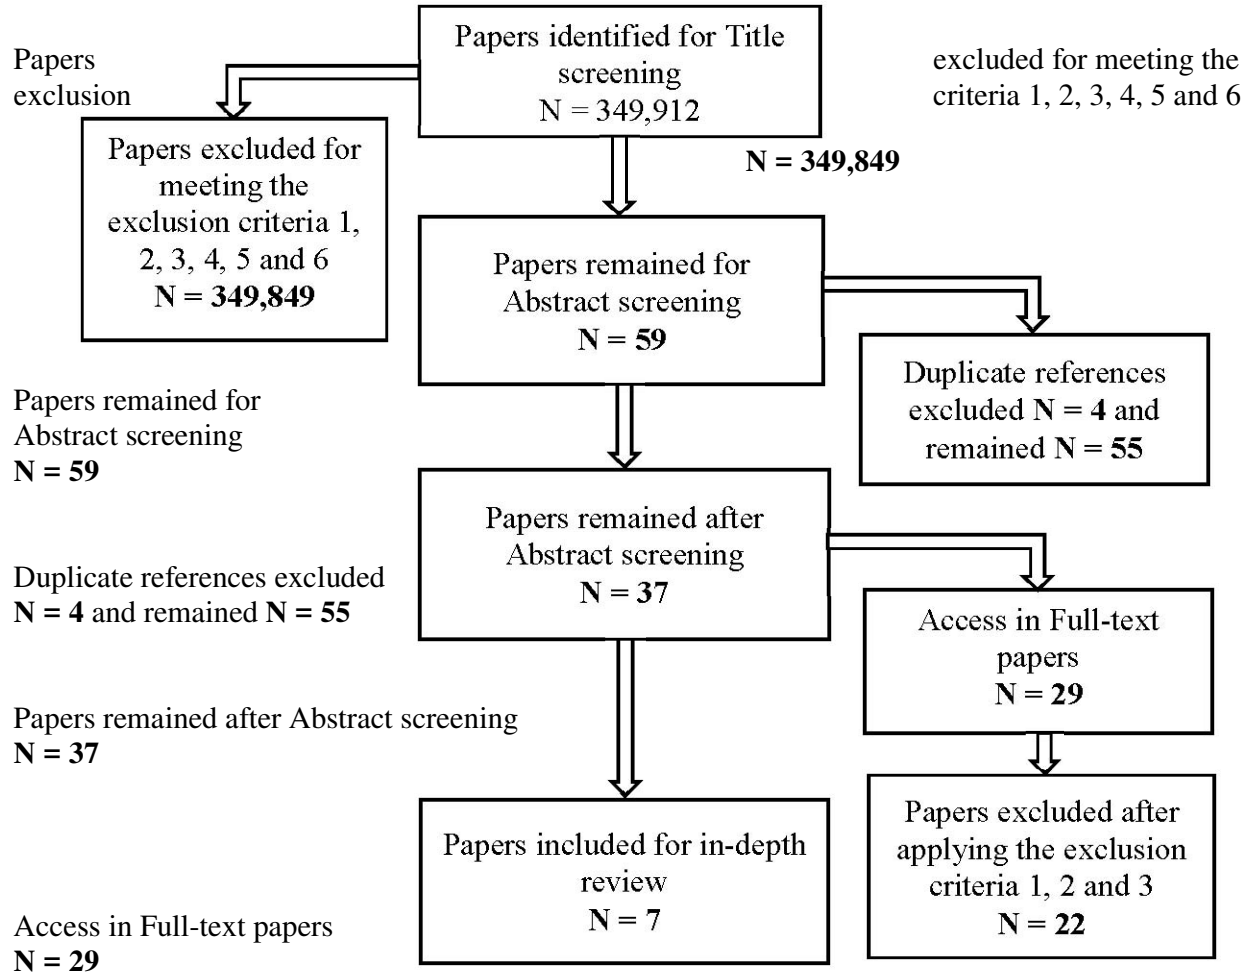 Papers identified for Title
screening
N = 349,912
Papers
exclusion
excluded for meeting the
criteria 1, 2, 3, 4, 5 and 6
N = 349,849
Papers excluded for
meeting the
exclusion criteria 1,
2, 3, 4, 5 and 6
N = 349,849
Papers remained for
Abstract screening
N = 59
Duplicate references
excluded N = 4 and
remained N = 55
Papers remained for
Abstract screening
N = 59
Papers remained after
Abstract screening
N = 37
Duplicate references excluded
N = 4 and remained N = 55
Access in Full-text
papers
N = 29
Papers remained after Abstract screening
N = 37
Papers included for in-depth
review
N = 7
Papers excluded after
applying the exclusion
criteria 1, 2 and 3
N = 22
Access in Full-text papers
N = 29